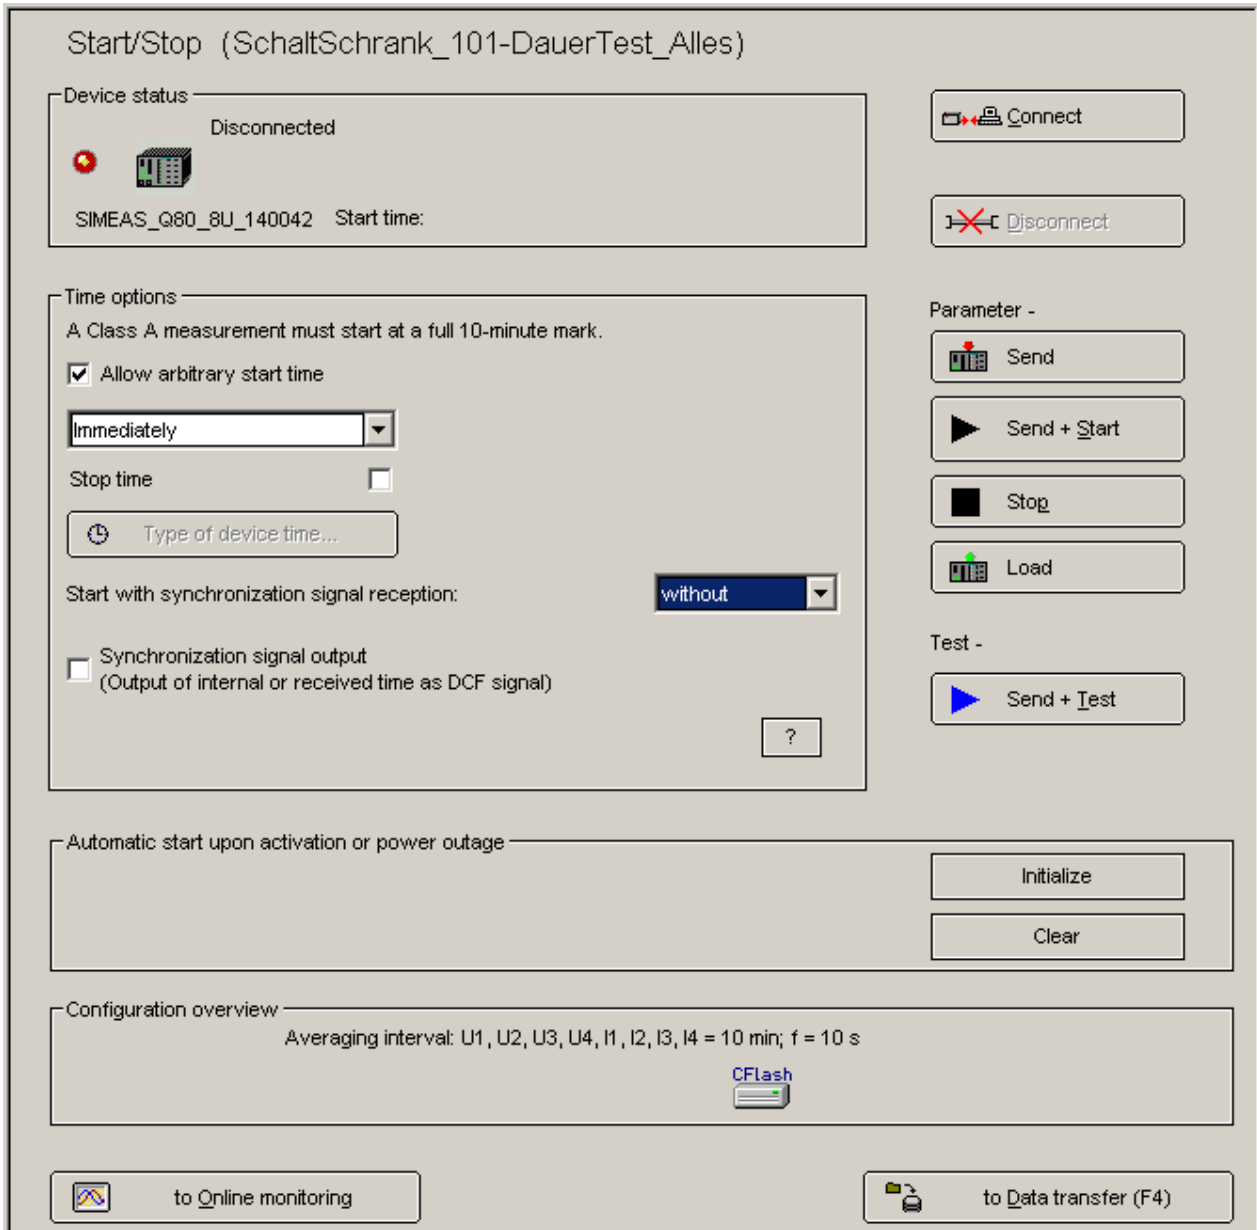 Start/Stop (SchaltSchrank_101-DauerTest_Alles)
Device status
Disconnected
SIMEAS_Q80_8U_140042 Start time:
Connect
Disconnect
Time options
A Class A measurement must start at a full 10-minute mark.
Allow arbitrary start time
Immediately
Stop time
Type of device time...
Start with synchronization signal reception: without
Synchronization signal output
(Output of internal or received time as DCF signal)
?
Parameter -
Send
Send + Start
Stop
Load
Test -
Send + Test
Automatic start upon activation or power outage
Initialize
Clear
Configuration overview
Averaging interval: U1, U2, U3, U4, I1, I2, I3, I4 = 10 min; f = 10 s
CFlash
to Online monitoring
to Data transfer (F4)